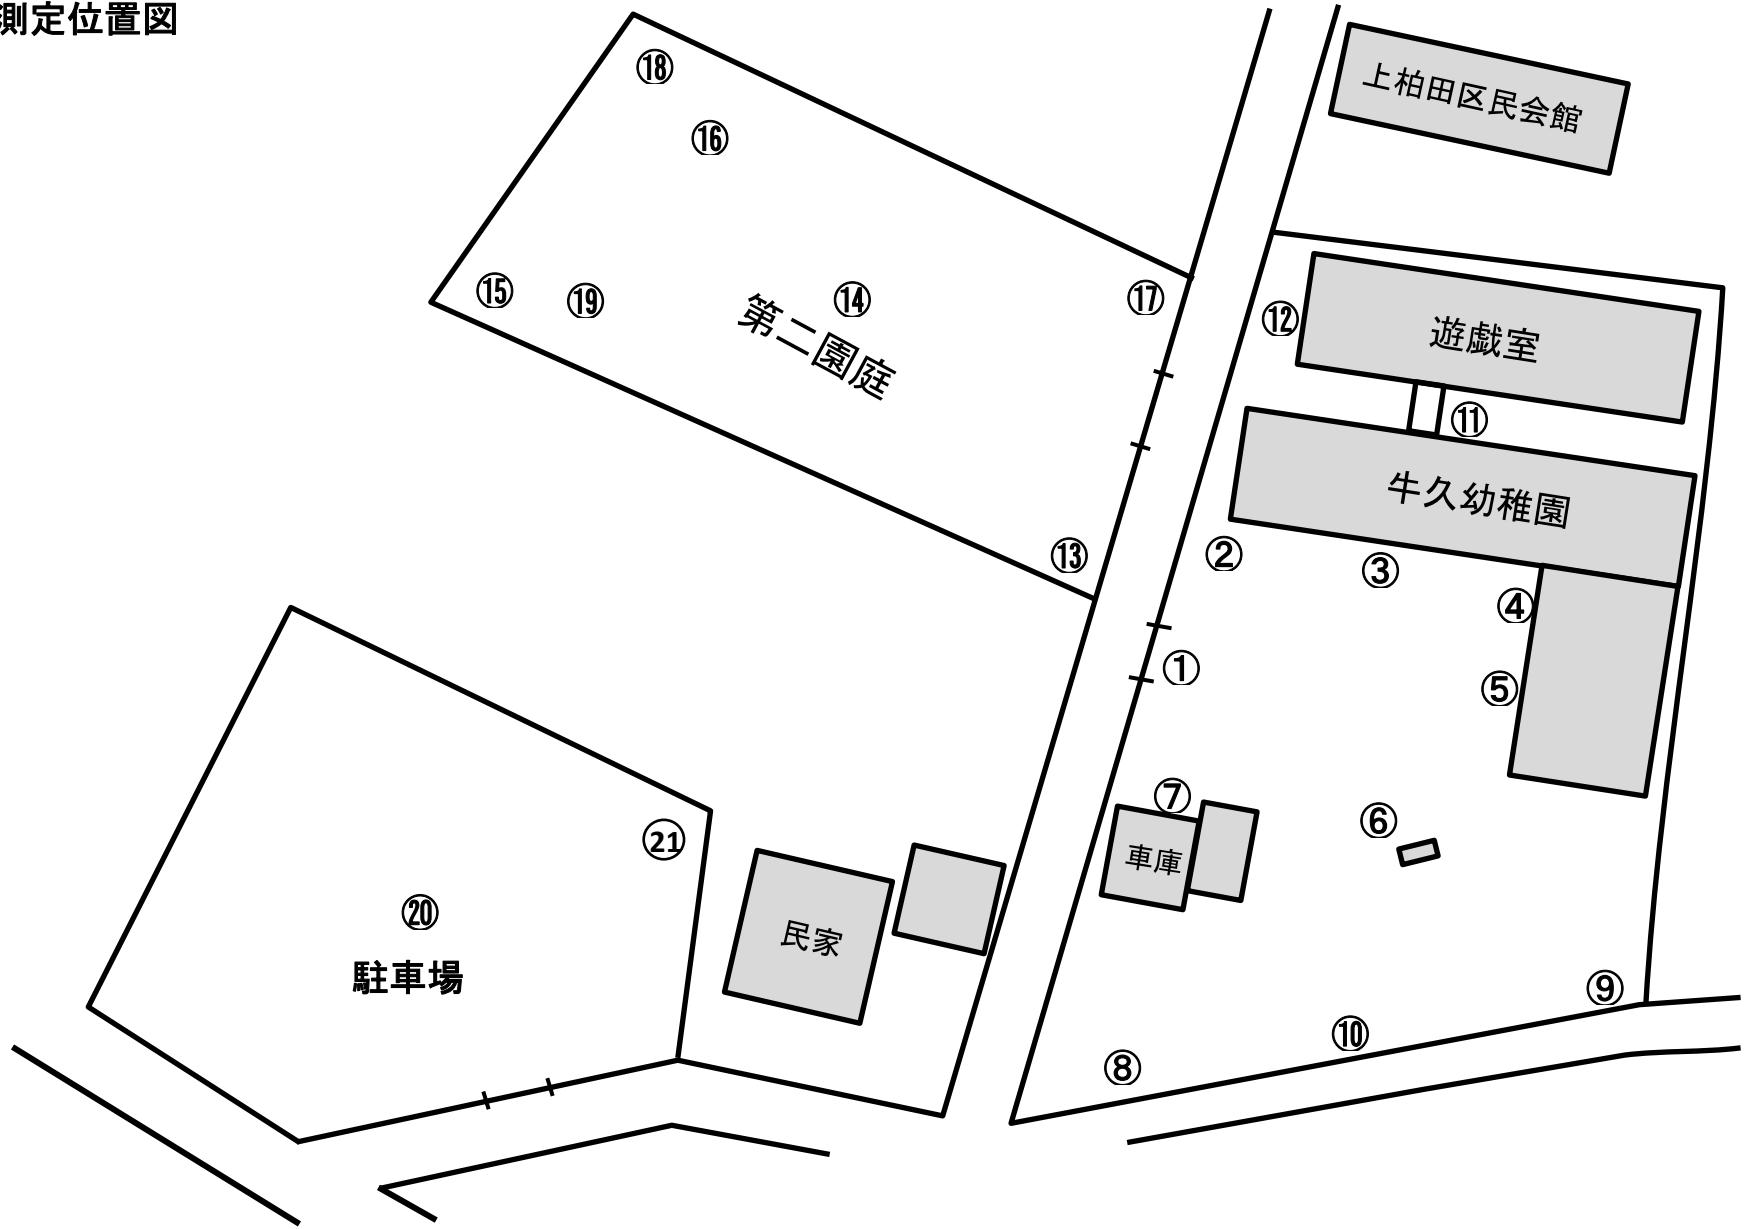 測定位置図
上柏田区民会館
⑱
⑯
⑮
⑲
⑭
⑰
第二園庭
⑬
⑫
遊戯室
⑪
牛久幼稚園
②
③
④
①
⑤
⑦
車庫
⑥
㉑
⑳
駐車場
民家
⑨
⑩
⑧